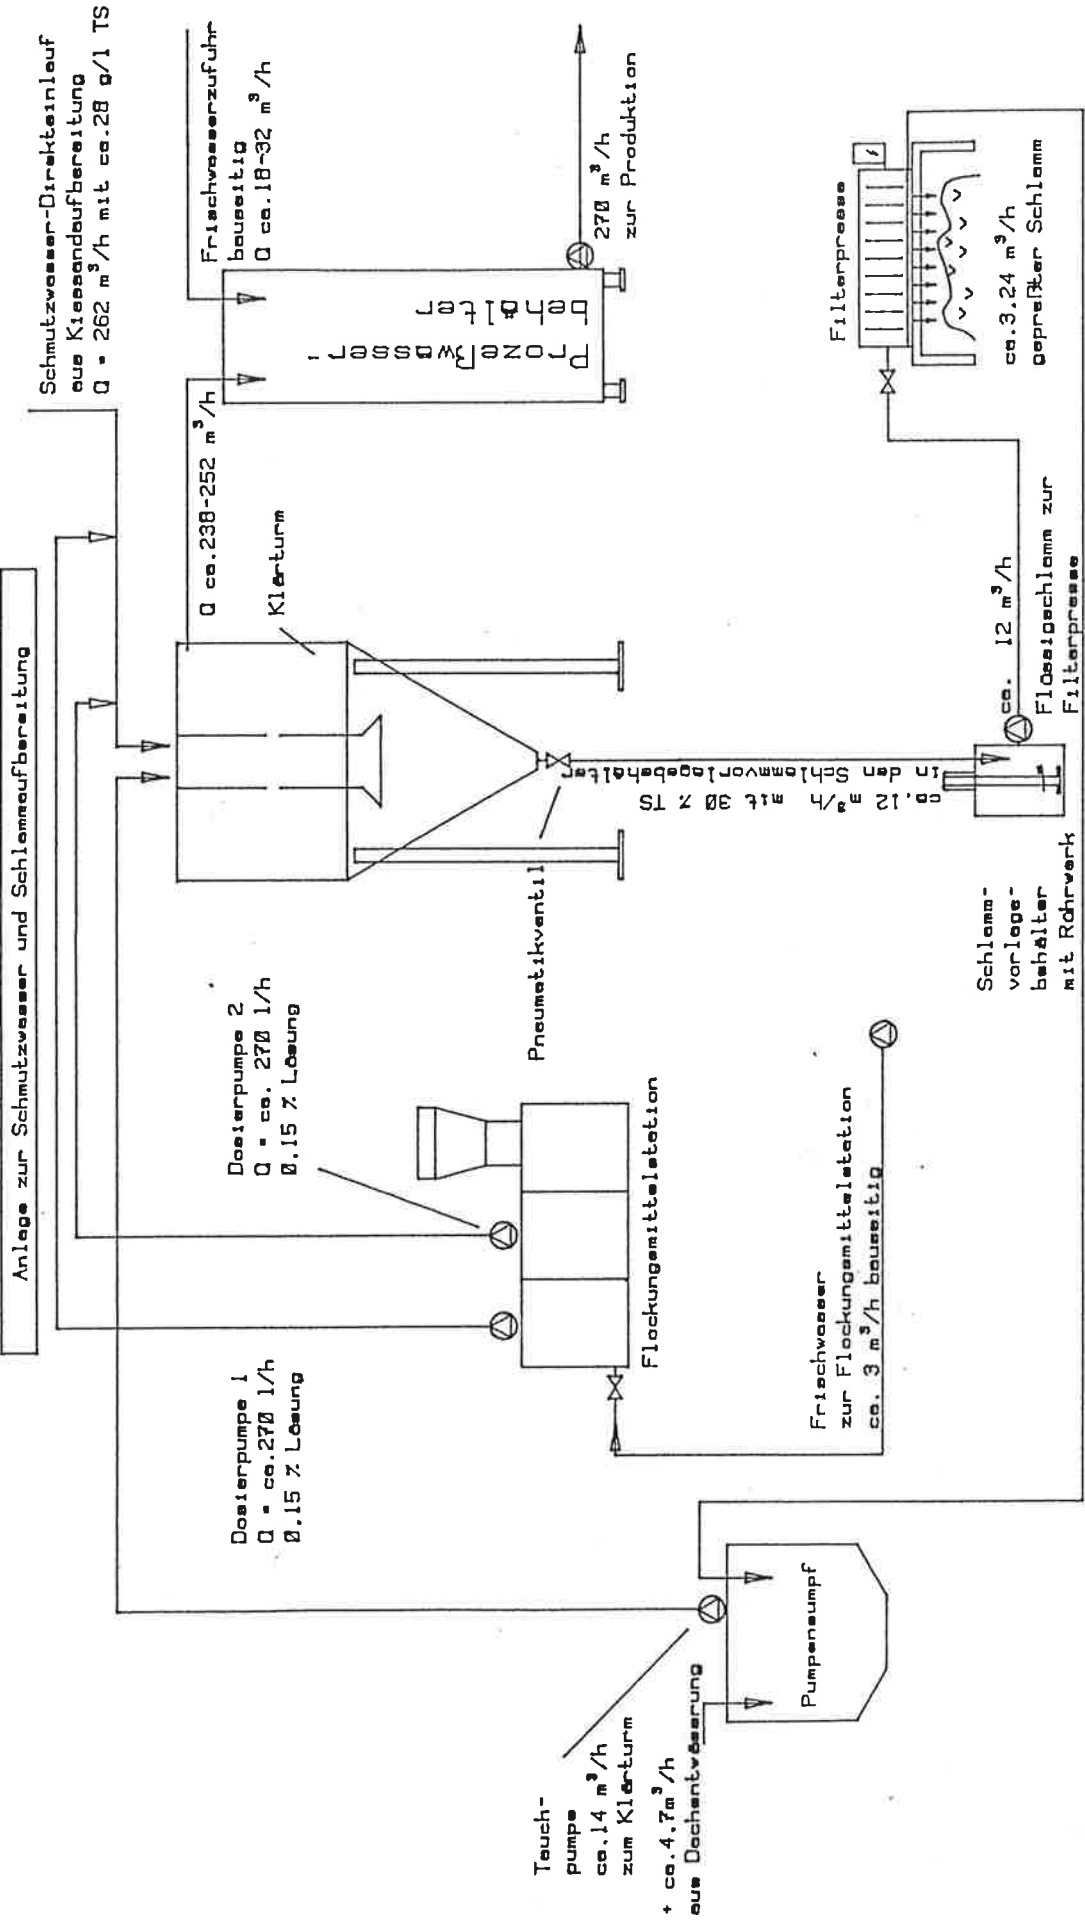 Anlage zur Schmutzwasser und Schlammaufbereitung
Schmutzwasser-Direkteinlauf
aus Kiessandaufbereitung
Q = 262 m³/h mit ca.28 g/l TS
Frischwasserzufuhr
bauseitig
Q ca.18-32 m³/h
Q ca.238-252 m³/h
Klärturm
Prozeßwasser-
behälter
270 m³/h
zur Produktion
Dosierpumpe 2
Q = ca. 270 l/h
0.15 % Lösung
Dosierpumpe 1
Q = ca.270 l/h
0.15 % Lösung
Pneumatikventil
ca.12 m³/h mit 30 % TS
in den Schlammvorlagebehälter
Flockungsmittelstation
Filterpresse
ca.3.24 m³/h
gepreßter Schlamm
ca. 12 m³/h
Flüssigschlamm zur
Filterpresse
Schlamm-
vorlage-
behälter
mit Rührwerk
Frischwasser
zur Flockungsmittelstation
ca. 3 m³/h bauseitig
Pumpensumpf
Tauch-
pumpe
ca.14 m³/h
zum Klärturm
+ ca.4.7m³/h
aus Dachentwässerung